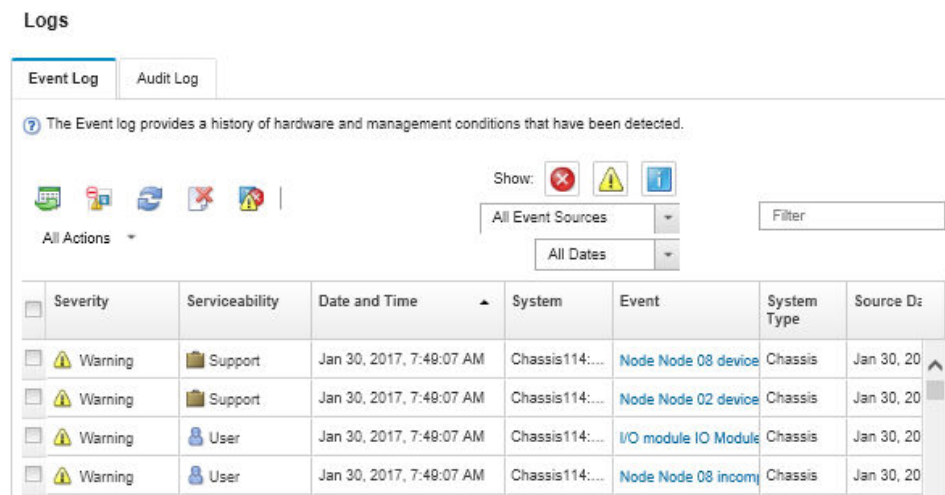 Logs
Event Log Audit Log
The Event log provides a history of hardware and management conditions that have been detected.
Show:
All Event Sources Filter
All Actions
All Dates
Severity Serviceability Date and Time System Event System Type Source Da
Warning Support Jan 30, 2017, 7:49:07 AM Chassis114:... Node Node 08 device Chassis Jan 30, 20
Warning Support Jan 30, 2017, 7:49:07 AM Chassis114:... Node Node 02 device Chassis Jan 30, 20
Warning User Jan 30, 2017, 7:49:07 AM Chassis114:... I/O module IO Module Chassis Jan 30, 20
Warning User Jan 30, 2017, 7:49:07 AM Chassis114:... Node Node 08 incomp Chassis Jan 30, 20